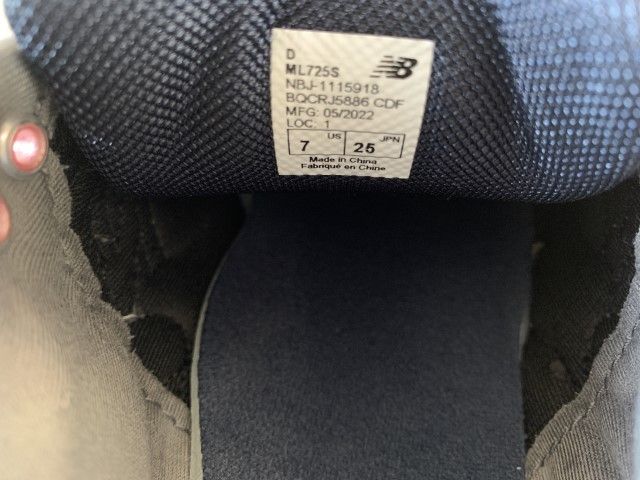 D
ML725S
NBJ-1115918
BQCRJ5886 CDF
MFG: 05/2022
LOC: 1
7 US 25 JPN
Made in China
Fabriqué en Chine